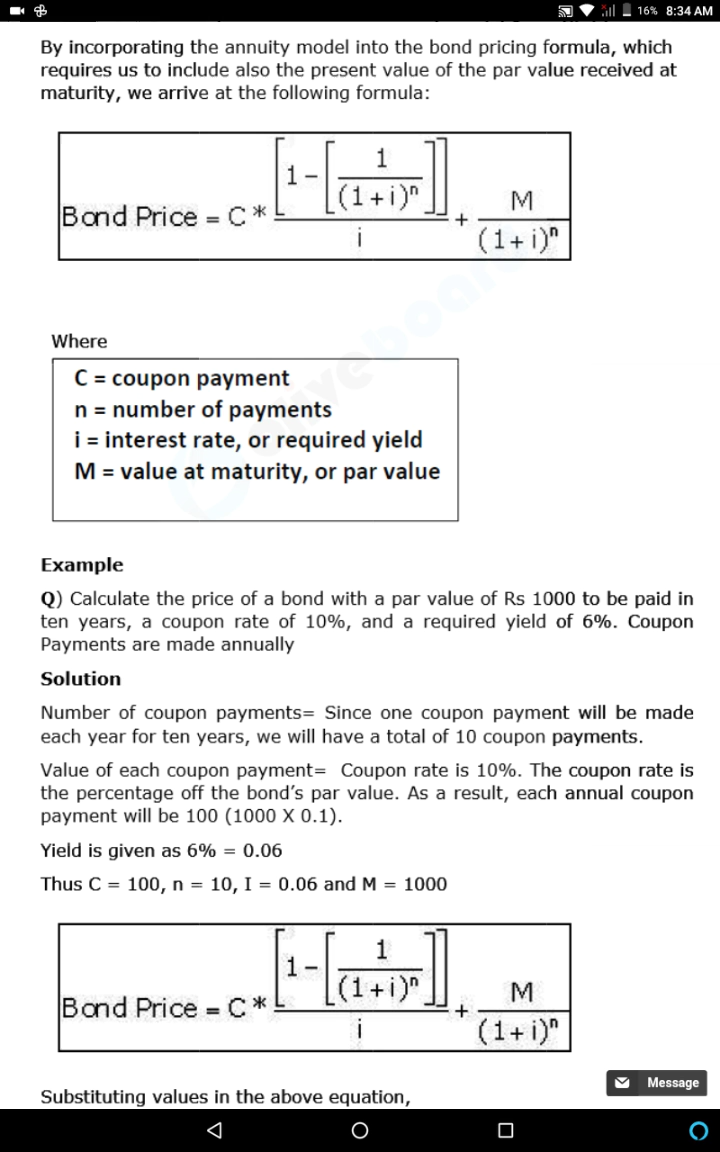 16% 8:34 AM
By incorporating the annuity model into the bond pricing formula, which
requires us to include also the present value of the par value received at
maturity, we arrive at the following formula:
Bond Price = C * [1 - [1 / (1+i)ⁿ]] / i + M / (1+i)ⁿ
Where
C = coupon payment
n = number of payments
i = interest rate, or required yield
M = value at maturity, or par value
Example
Q) Calculate the price of a bond with a par value of Rs 1000 to be paid in
ten years, a coupon rate of 10%, and a required yield of 6%. Coupon
Payments are made annually
Solution
Number of coupon payments= Since one coupon payment will be made
each year for ten years, we will have a total of 10 coupon payments.
Value of each coupon payment= Coupon rate is 10%. The coupon rate is
the percentage off the bond's par value. As a result, each annual coupon
payment will be 100 (1000 X 0.1).
Yield is given as 6% = 0.06
Thus C = 100, n = 10, I = 0.06 and M = 1000
Bond Price = C * [1 - [1 / (1+i)ⁿ]] / i + M / (1+i)ⁿ
Message
Substituting values in the above equation,